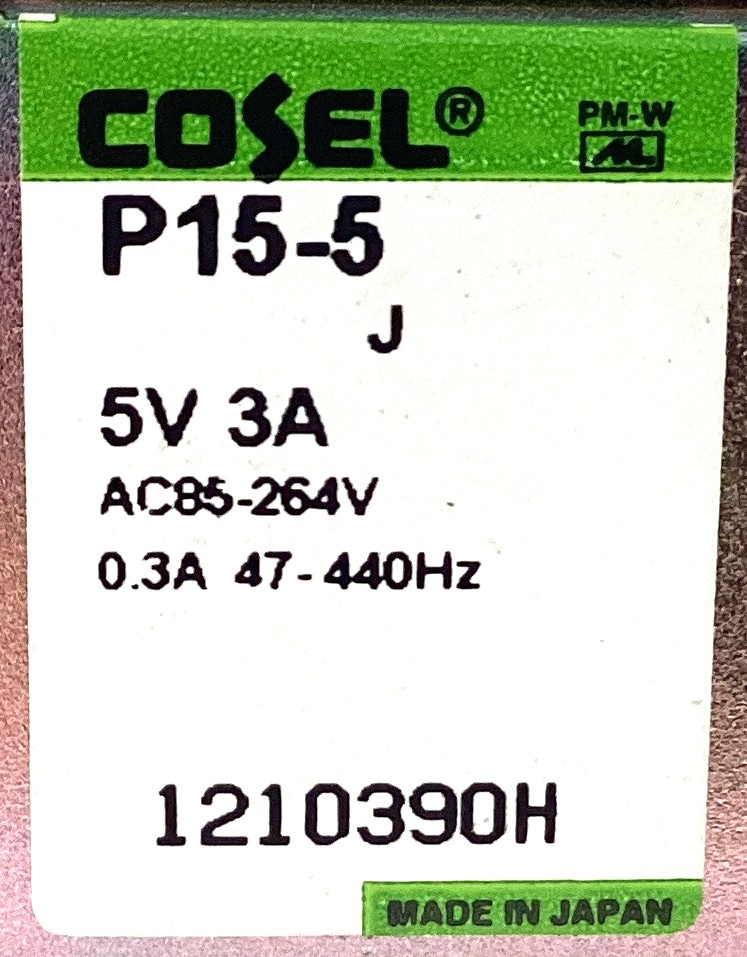 COSEL®
PM-W
P15-5
J
5V 3A
AC85-264V
0.3A 47-440Hz
1210390H
MADE IN JAPAN